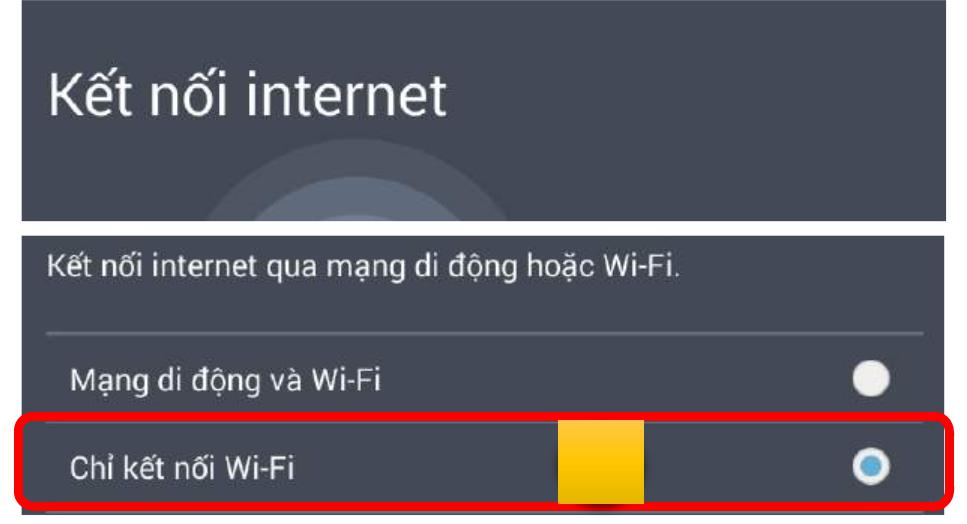 Kết nối internet
Kết nối internet qua mạng di động hoặc Wi-Fi.
Mạng di động và Wi-Fi
Chỉ kết nối Wi-Fi